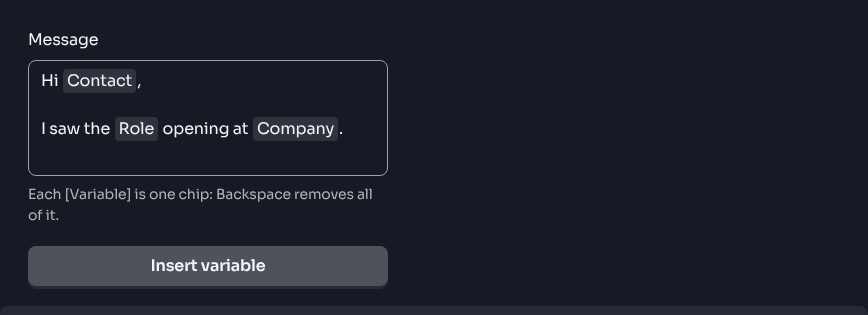 Message
Hi Contact,
I saw the Role opening at Company.
Each [Variable] is one chip: Backspace removes all
of it.
Insert variable